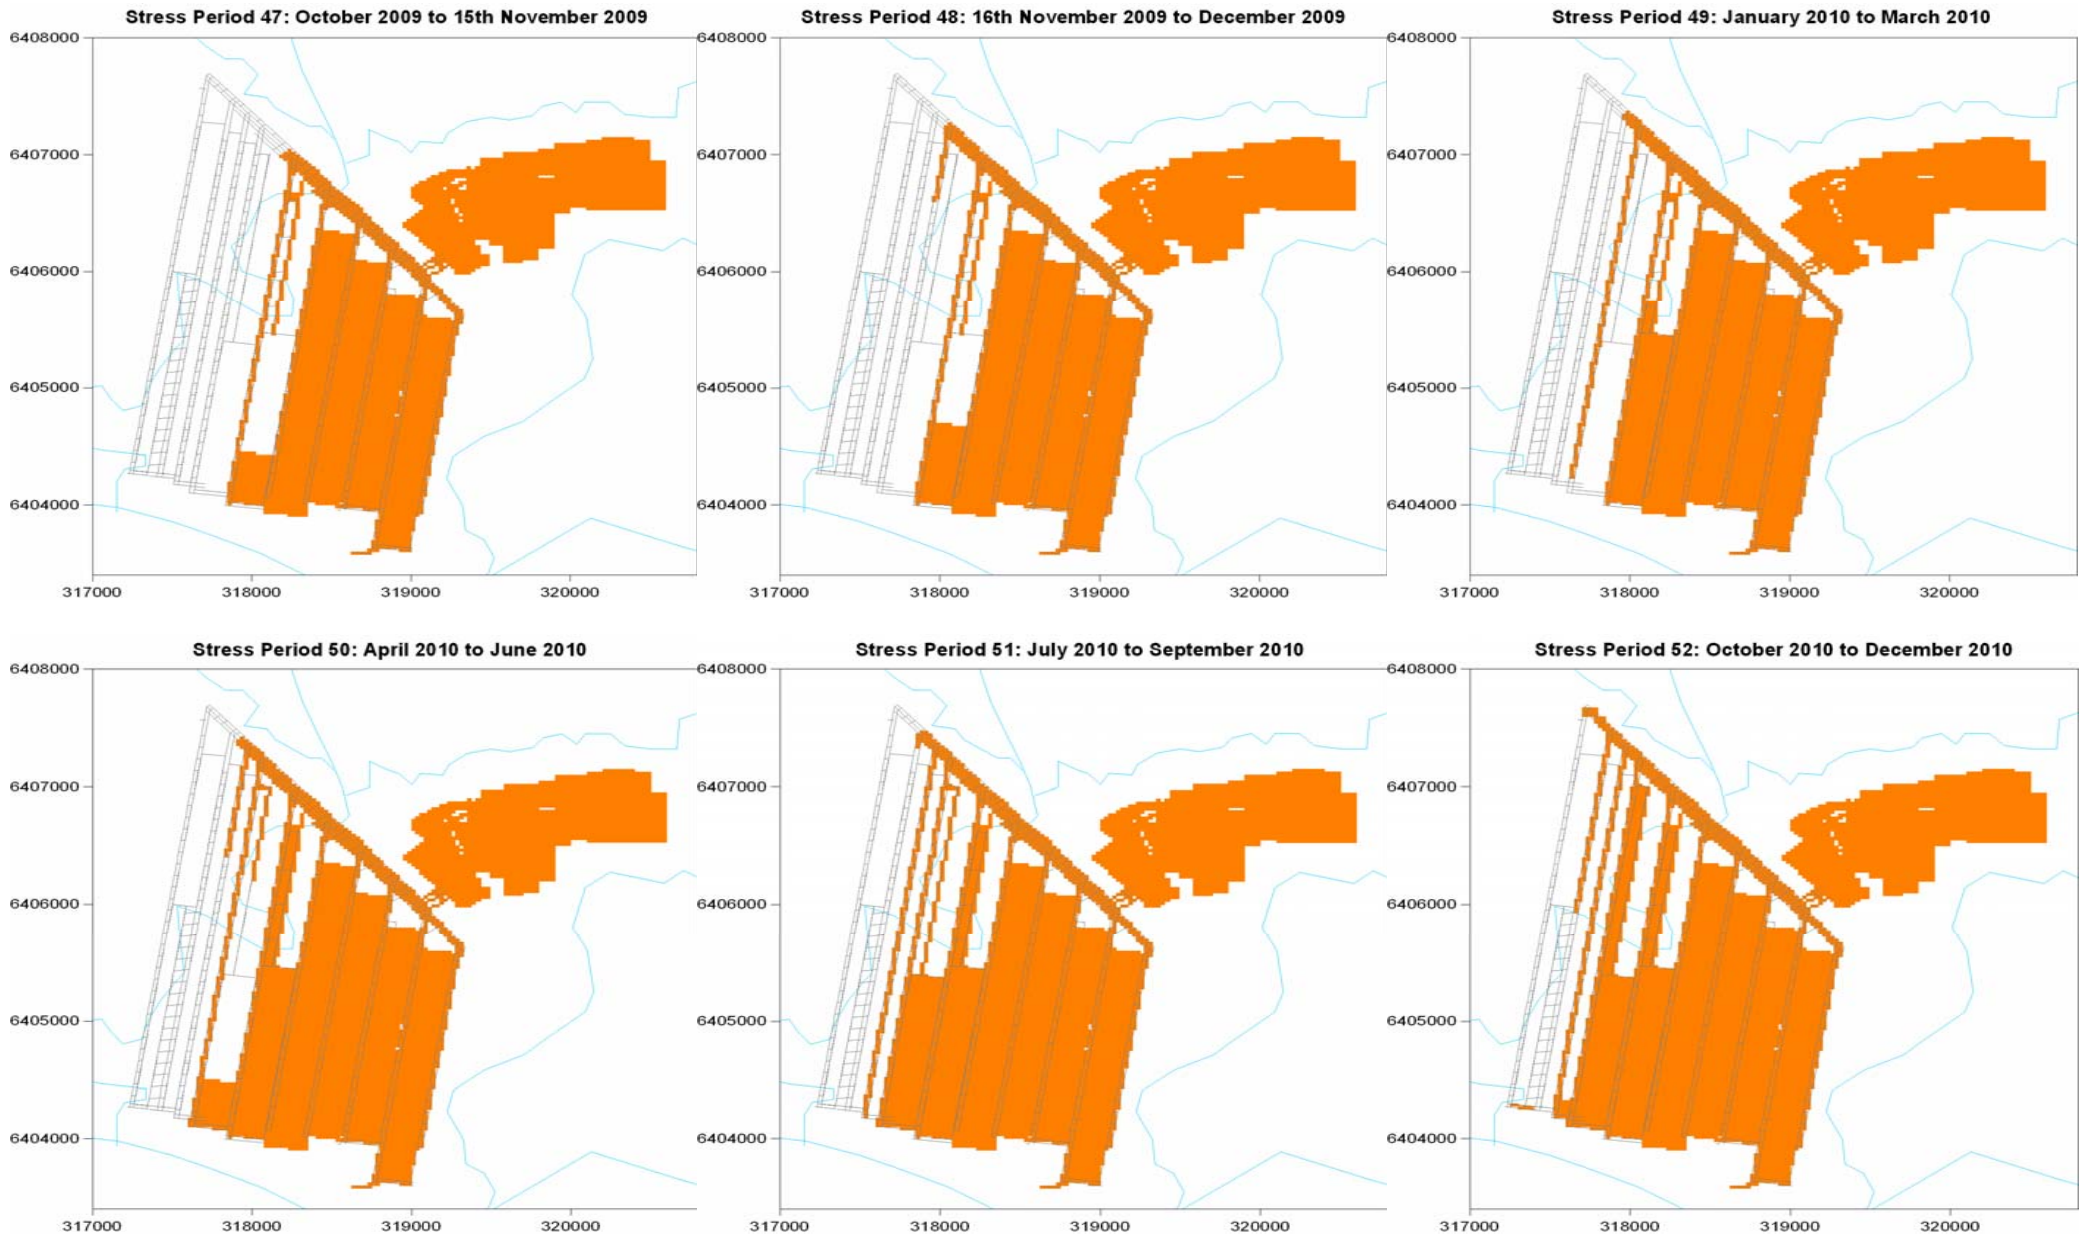 Stress Period 47: October 2009 to 15th November 2009
Stress Period 48: 16th November 2009 to December 2009
Stress Period 49: January 2010 to March 2010
6408000 6408000 6408000
6407000 6407000 6407000
6406000 6406000 6406000
6405000 6405000 6405000
6404000 6404000 6404000
317000 318000 319000 320000 317000 318000 319000 320000 317000 318000 319000 320000
Stress Period 50: April 2010 to June 2010
Stress Period 51: July 2010 to September 2010
Stress Period 52: October 2010 to December 2010
6408000 6408000 6408000
6407000 6407000 6407000
6406000 6406000 6406000
6405000 6405000 6405000
6404000 6404000 6404000
317000 318000 319000 320000 317000 318000 319000 320000 317000 318000 319000 320000